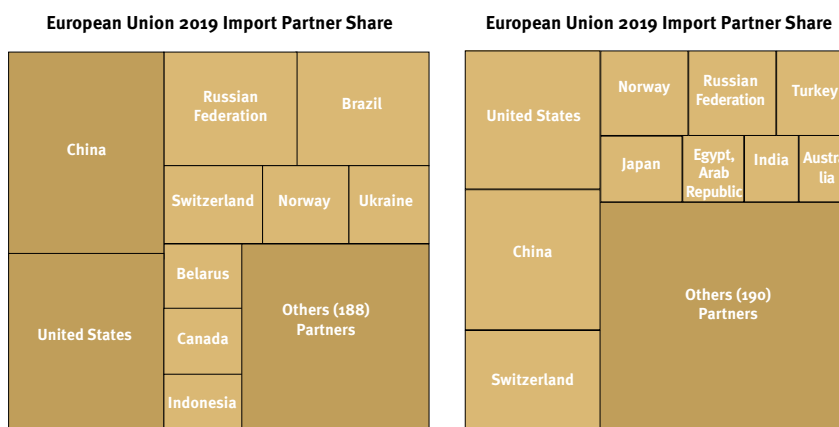 European Union 2019 Import Partner Share
China
United States
Russian
Federation
Brazil
Switzerland
Norway
Ukraine
Belarus
Canada
Indonesia
Others (188)
Partners
European Union 2019 Import Partner Share
United States
China
Switzerland
Norway
Russian
Federation
Turkey
Japan
Egypt,
Arab
Republic
India
Austra
lia
Others (190)
Partners